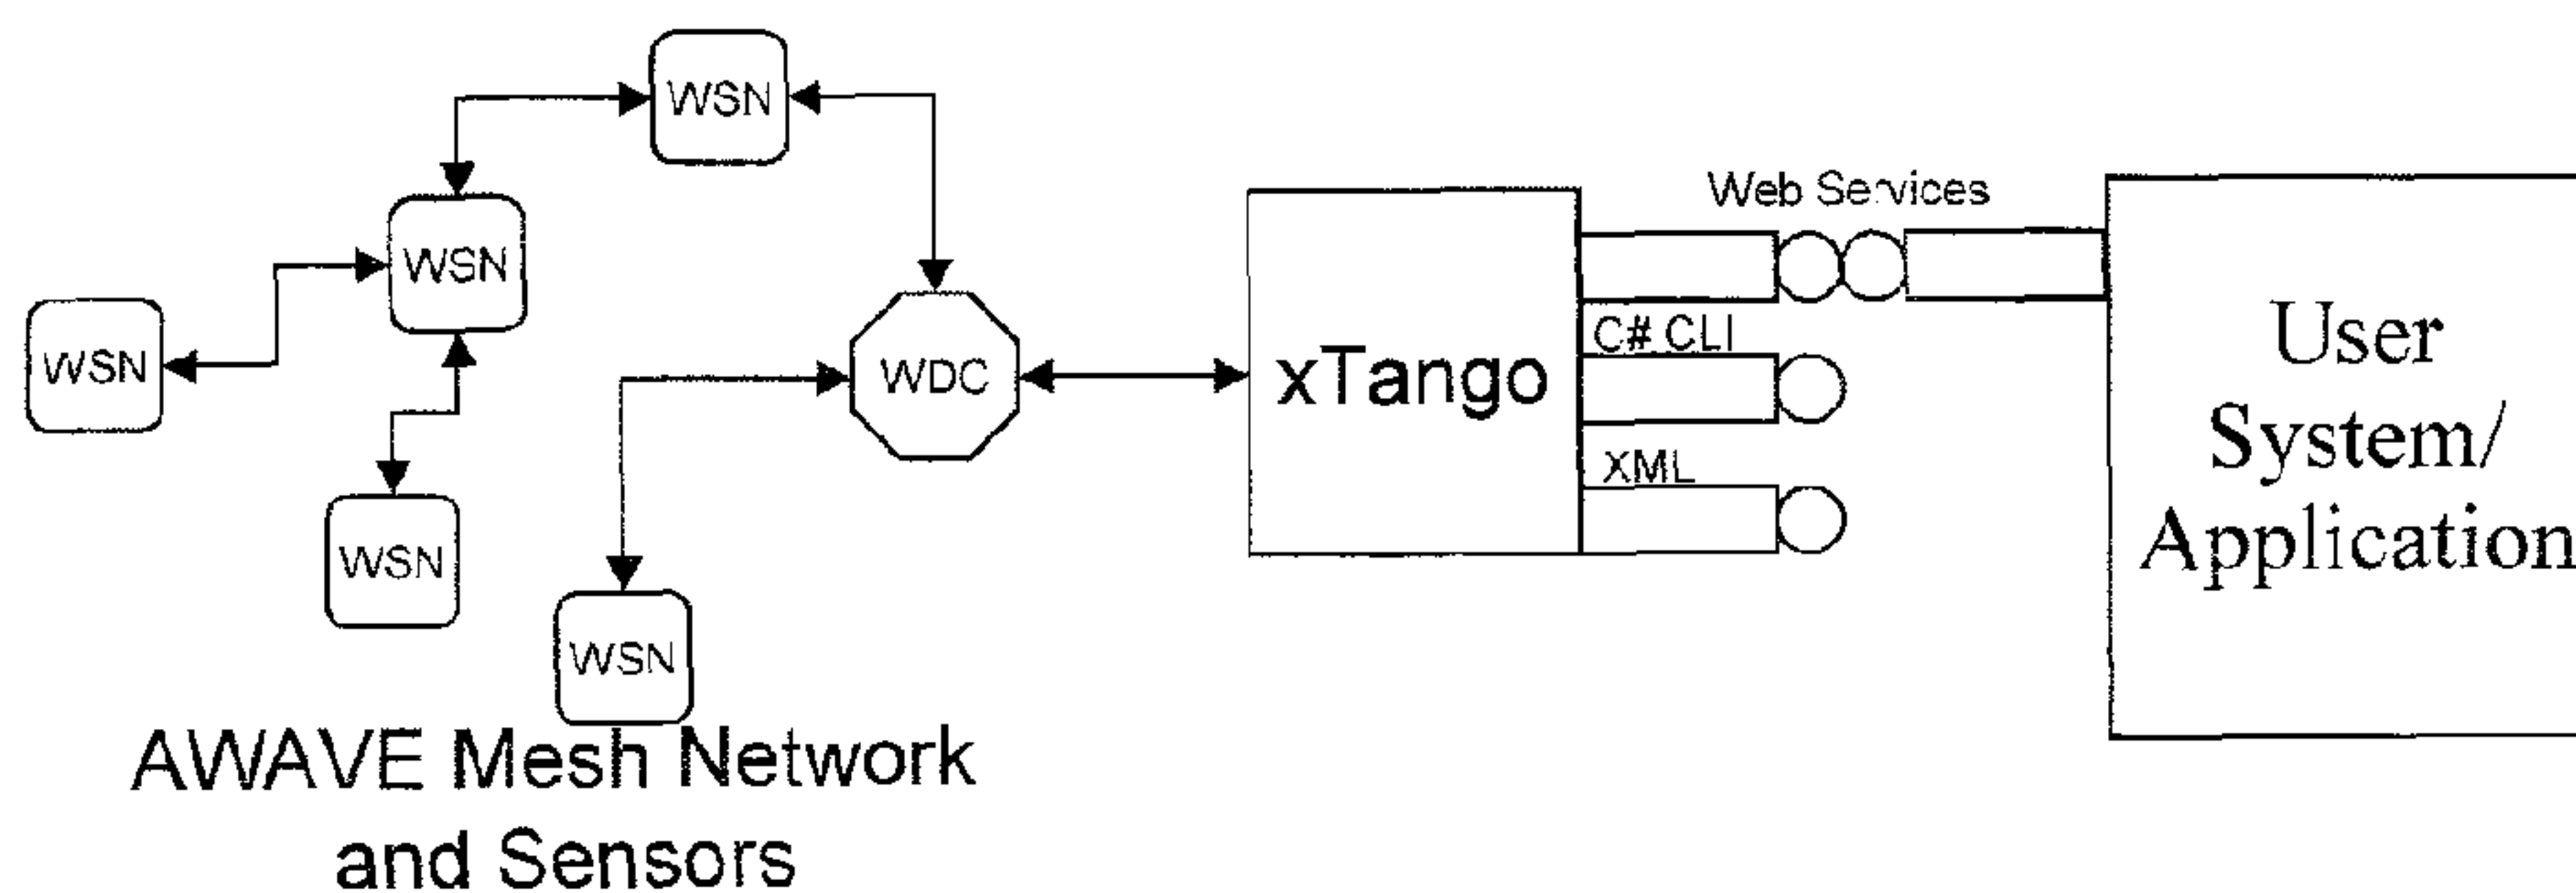 WSN
WSN
WSN
WSN
WSN
WDC
AWAVE Mesh Network
and Sensors
xTango
Web Services
C# CLI
XML
User
System/
Application